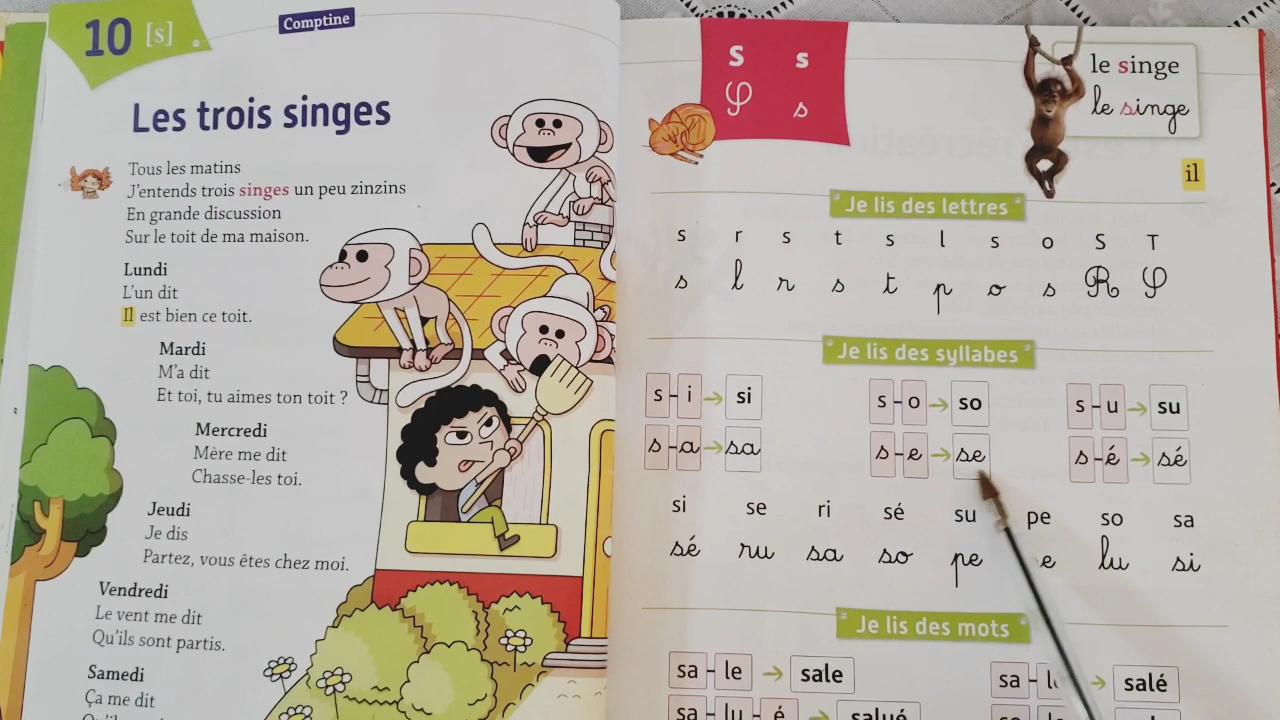 10 [s]
Comptine
Les trois singes
Tous les matins
J'entends trois singes un peu zinzins
En grande discussion
Sur le toit de ma maison.
Lundi
L'un dit
Il est bien ce toit.
Mardi
M'a dit
Et toi, tu aimes ton toit ?
Mercredi
Mère me dit
Chasse-les toi.
Jeudi
Je dis
Partez, vous êtes chez moi.
Vendredi
Le vent me dit
Qu'ils sont partis.
Samedi
Ça me dit
S s
S s
le singe
le singe
il
Je lis des lettres
s r s t s l s o S T
s l r s t p o s R S
Je lis des syllabes
s - i → si s - o → so s - u → su
s - a → sa s - e → se s - é → sé
si se ri sé su pe so sa
sé ru sa so pe e lu si
Je lis des mots
sa - le → sale sa - → salé
sa - lu - é → salué